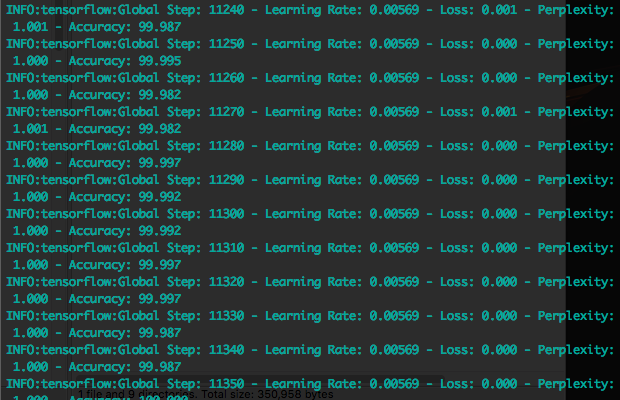 INFO:tensorflow:Global Step: 11240 - Learning Rate: 0.00569 - Loss: 0.001 - Perplexity:
1.001 - Accuracy: 99.987
INFO:tensorflow:Global Step: 11250 - Learning Rate: 0.00569 - Loss: 0.000 - Perplexity:
1.000 - Accuracy: 99.995
INFO:tensorflow:Global Step: 11260 - Learning Rate: 0.00569 - Loss: 0.000 - Perplexity:
1.000 - Accuracy: 99.982
INFO:tensorflow:Global Step: 11270 - Learning Rate: 0.00569 - Loss: 0.001 - Perplexity:
1.001 - Accuracy: 99.982
INFO:tensorflow:Global Step: 11280 - Learning Rate: 0.00569 - Loss: 0.000 - Perplexity:
1.000 - Accuracy: 99.997
INFO:tensorflow:Global Step: 11290 - Learning Rate: 0.00569 - Loss: 0.000 - Perplexity:
1.000 - Accuracy: 99.992
INFO:tensorflow:Global Step: 11300 - Learning Rate: 0.00569 - Loss: 0.000 - Perplexity:
1.000 - Accuracy: 99.992
INFO:tensorflow:Global Step: 11310 - Learning Rate: 0.00569 - Loss: 0.000 - Perplexity:
1.000 - Accuracy: 99.997
INFO:tensorflow:Global Step: 11320 - Learning Rate: 0.00569 - Loss: 0.000 - Perplexity:
1.000 - Accuracy: 99.997
INFO:tensorflow:Global Step: 11330 - Learning Rate: 0.00569 - Loss: 0.000 - Perplexity:
1.000 - Accuracy: 99.987
INFO:tensorflow:Global Step: 11340 - Learning Rate: 0.00569 - Loss: 0.000 - Perplexity:
1.000 - Accuracy: 99.987
INFO:tensorflow:Global Step: 11350 - Learning Rate: 0.00569 - Loss: 0.000 - Perplexity:
1 file and 9 directories. Total size: 350,958 bytes
1.000 - Accuracy: 100.000